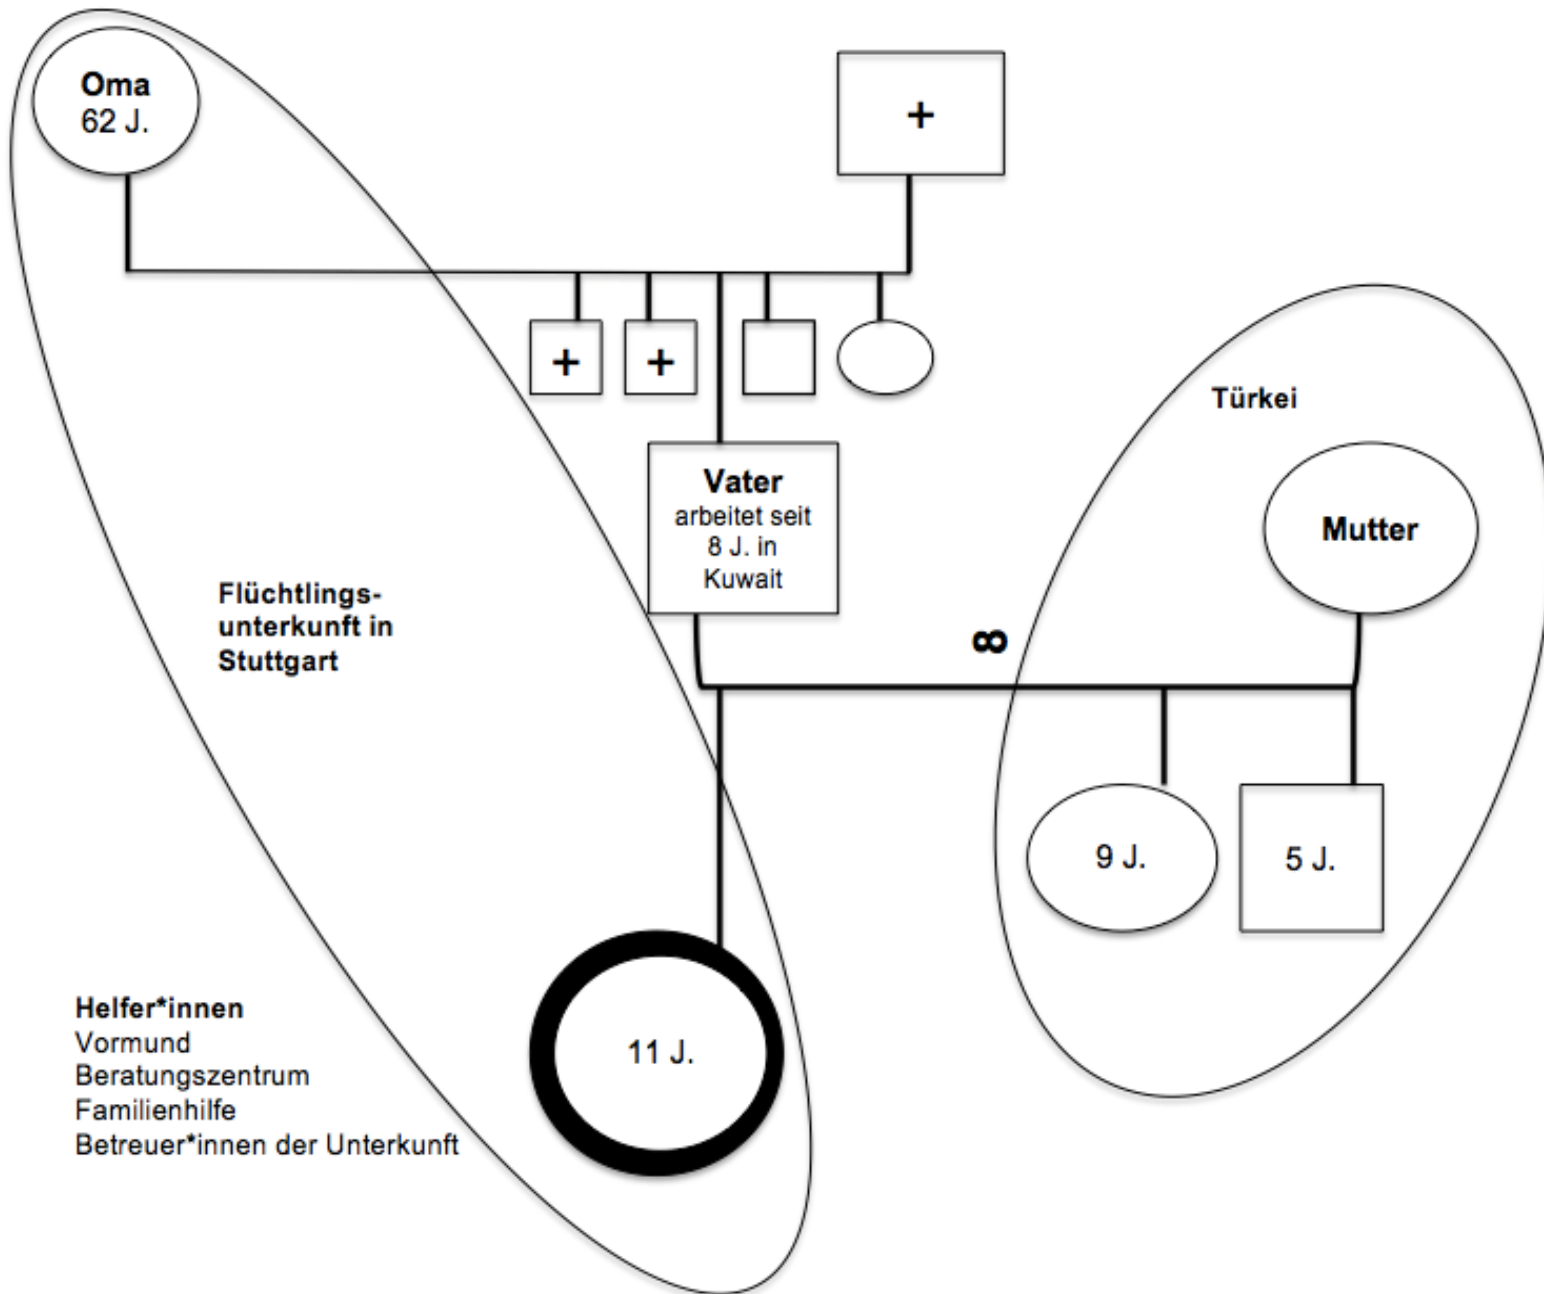 Oma
62 J.
+
+
+
Türkei
Vater
arbeitet seit
8 J. in
Kuwait
Mutter
Flüchtlings-
unterkunft in
Stuttgart
∞
9 J.
5 J.
11 J.
Helfer*innen
Vormund
Beratungszentrum
Familienhilfe
Betreuer*innen der Unterkunft